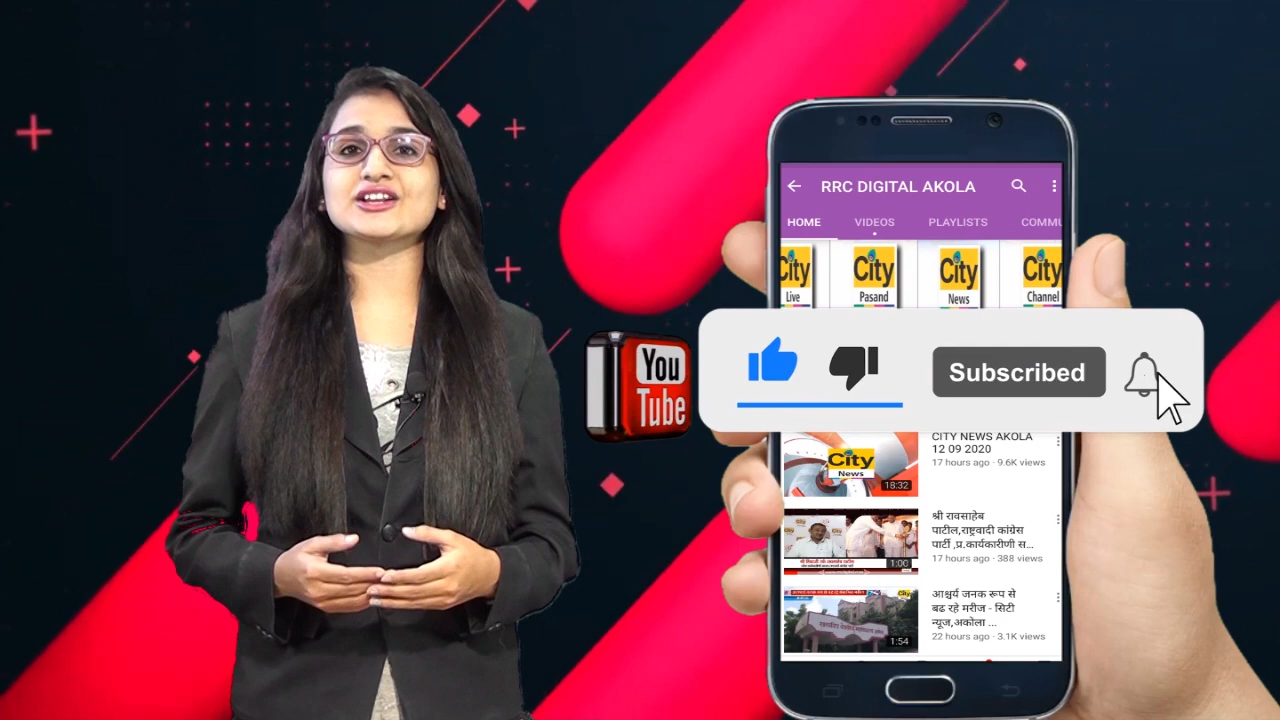 RRC DIGITAL AKOLA
HOME VIDEOS PLAYLISTS COMMU
City
Live
City
Pasand
City
News
City
Channel
You
Tube
Subscribed
City
News
18:32
CITY NEWS AKOLA
12 09 2020
17 hours ago · 9.6K views
1:00
श्री रावसाहेब
पाटील,राष्ट्रवादी कांग्रेस
पार्टी ,प्र.कार्यकारीणी स...
17 hours ago · 388 views
City
1:54
आश्चर्य जनक रूप से
बढ रहे मरीज - सिटी
न्यूज,अकोला ...
22 hours ago · 3.1K views